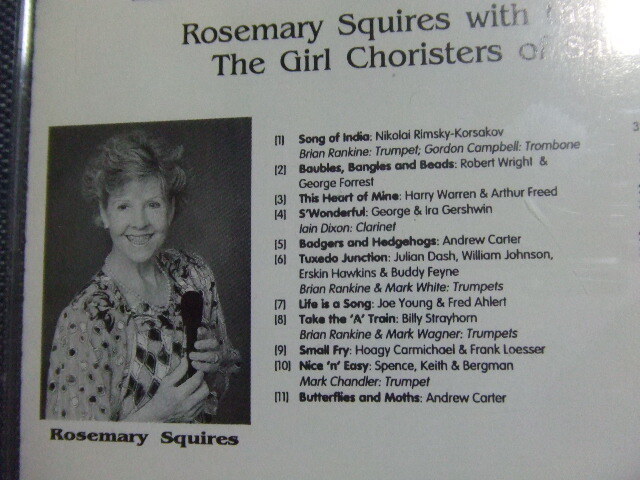 Rosemary Squires with
The Girl Choristers of
[1] Song of India: Nikolai Rimsky-Korsakov
Brian Rankine: Trumpet; Gordon Campbell: Trombone
[2] Baubles, Bangles and Beads: Robert Wright &
George Forrest
[3] This Heart of Mine: Harry Warren & Arthur Freed
[4] S'Wonderful: George & Ira Gershwin
Iain Dixon: Clarinet
[5] Badgers and Hedgehogs: Andrew Carter
[6] Tuxedo Junction: Julian Dash, William Johnson,
Erskin Hawkins & Buddy Feyne
Brian Rankine & Mark White: Trumpets
[7] Life is a Song: Joe Young & Fred Ahlert
[8] Take the 'A' Train: Billy Strayhorn
Brian Rankine & Mark Wagner: Trumpets
[9] Small Fry: Hoagy Carmichael & Frank Loesser
[10] Nice 'n' Easy: Spence, Keith & Bergman
Mark Chandler: Trumpet
[11] Butterflies and Moths: Andrew Carter
Rosemary Squires